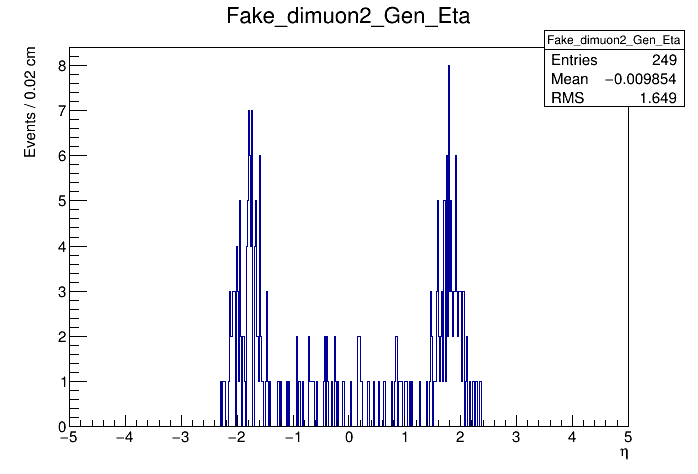 Fake_dimuon2_Gen_Eta
Fake_dimuon2_Gen_Eta
Entries 249
Mean −0.009854
RMS 1.649
Events / 0.02 cm
8
7
6
5
4
3
2
1
0
−5 −4 −3 −2 −1 0 1 2 3 4 5
η